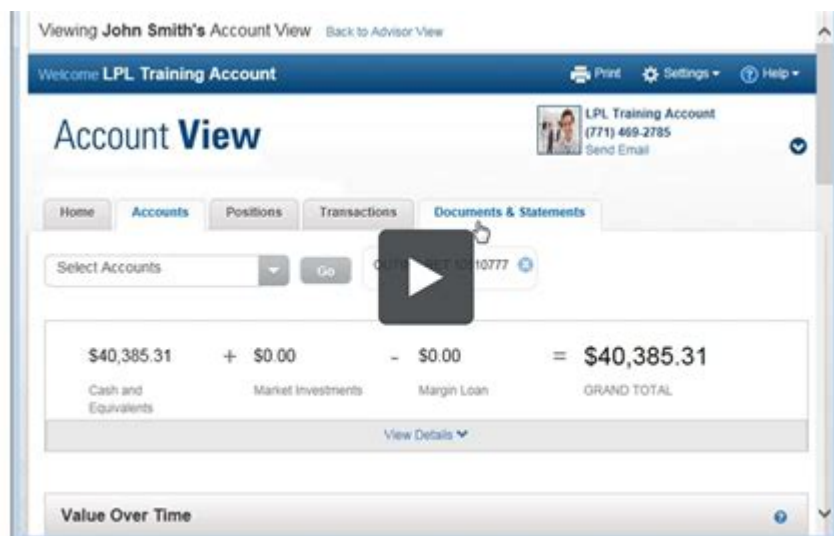 Viewing John Smith's Account View Back to Advisor View
Welcome LPL Training Account Print Settings Help
Account View
LPL Training Account
(771) 469-2785
Send Email
Home Accounts Positions Transactions Documents & Statements
Select Accounts Go
$40,385.31 + $0.00 - $0.00 = $40,385.31
Cash and Equivalents Market Investments Margin Loan GRAND TOTAL
View Details
Value Over Time